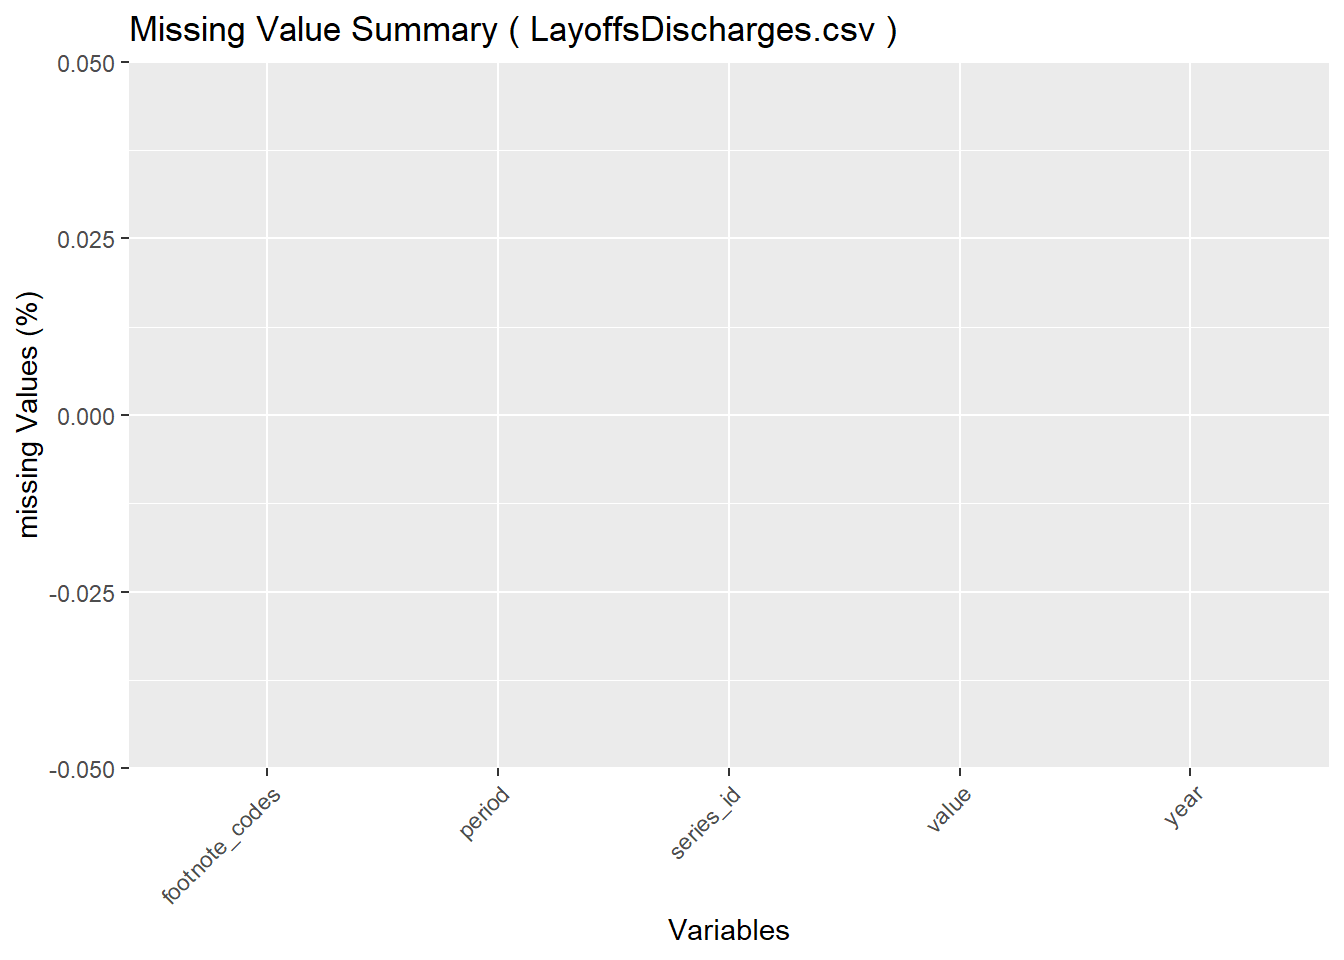 Missing Value Summary ( LayoffsDischarges.csv )
missing Values (%)
0.050
0.025
0.000
-0.025
-0.050
footnote_codes
period
series_id
value
year
Variables